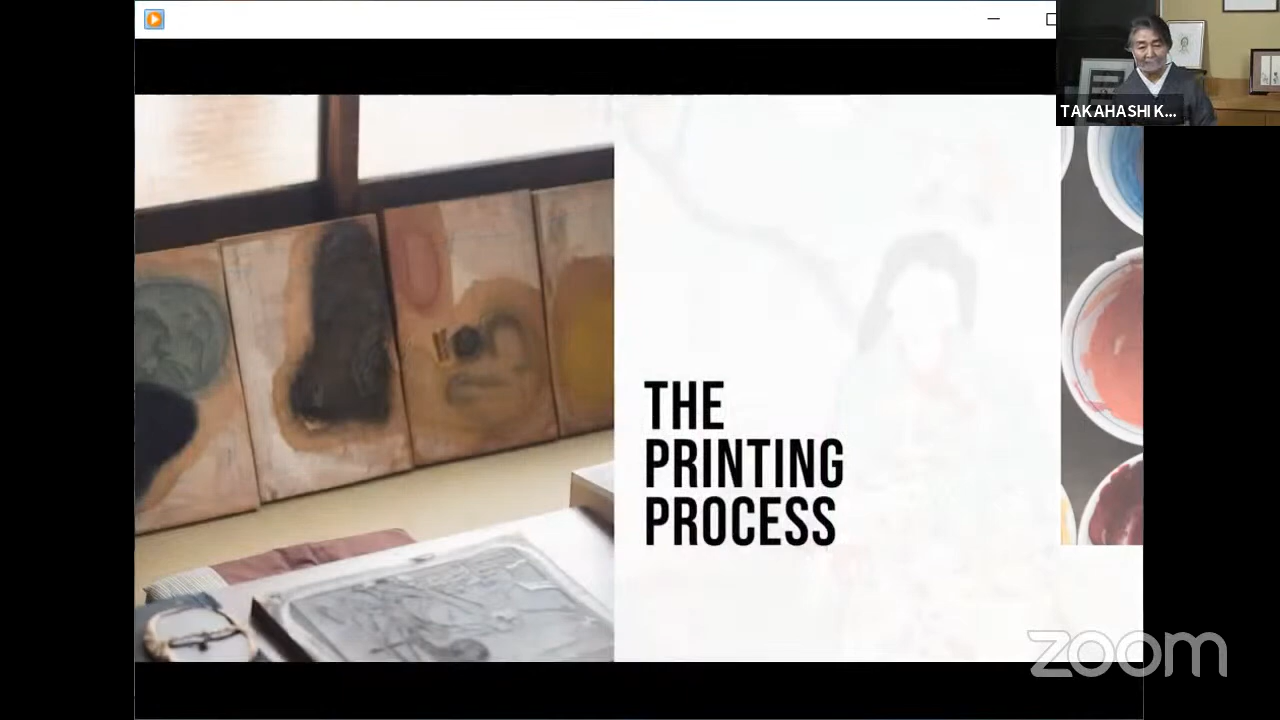 TAKAHASHI K...
THE
PRINTING
PROCESS
zoom